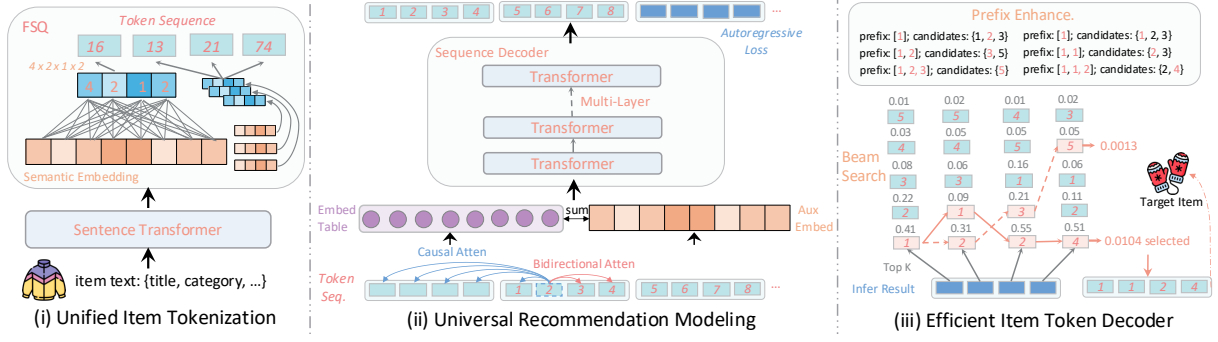 FSQ
Token Sequence
16 13 21 74
4 x 2 x 1 x 2
4 2 1 2
Semantic Embedding
Sentence Transformer
item text: {title, category, …}
(i) Unified Item Tokenization
1 2 3 4 5 6 7 8 ...
Autoregressive
Loss
Sequence Decoder
Transformer
Multi-Layer
Transformer
Transformer
Embed
Table
sum
Aux
Embed
Causal Atten
Bidirectional Atten
Token
Seq.
1 2 3 4 5 6 7 8 ...
(ii) Universal Recommendation Modeling
Prefix Enhance.
prefix: [1]; candidates: {1, 2, 3} prefix: [1]; candidates: {1, 2, 3}
prefix: [1, 2]; candidates: {3, 5} prefix: [1, 1]; candidates: {2, 3}
prefix: [1, 2, 3]; candidates: {5} prefix: [1, 1, 2]; candidates: {2, 4}
0.01 0.02 0.01 0.02
5 5 4 3
0.03 0.05 0.05 0.05
4 4 5 5
0.0013
Beam
Search
0.08 0.06 0.16 0.06
3 3 1 1
0.22 0.09 0.21 0.11
2 1 3 2
Target Item
0.41 0.31 0.55 0.51
1 2 2 4
0.0104 selected
Top K
Infer Result
1 1 2 4
(iii) Efficient Item Token Decoder